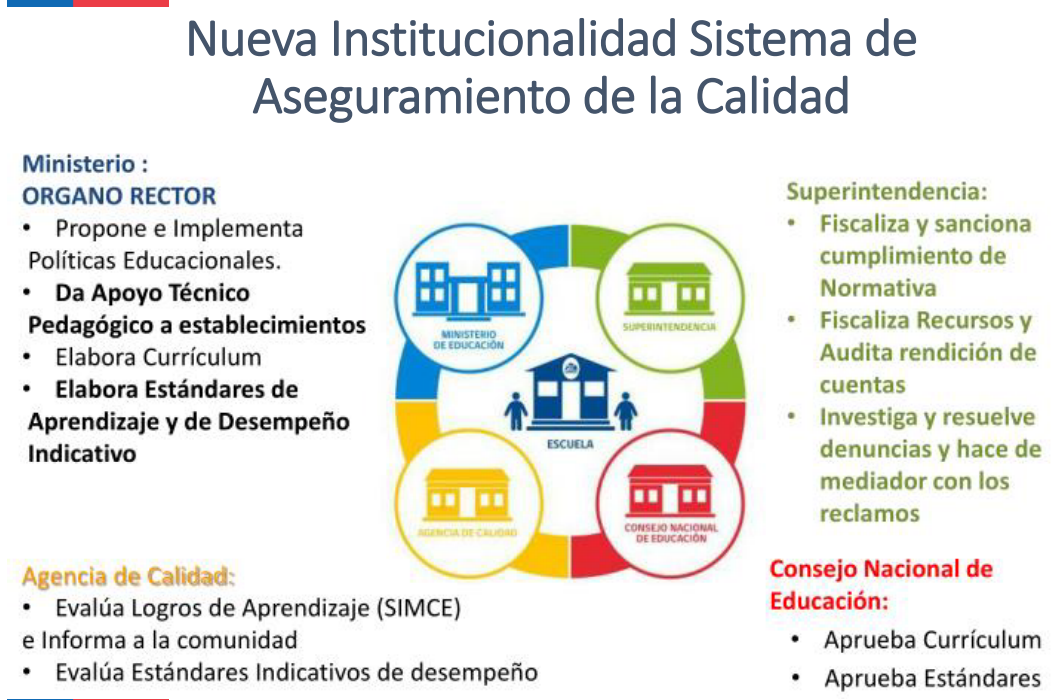 Nueva Institucionalidad Sistema de
Aseguramiento de la Calidad
Ministerio :
ORGANO RECTOR
• Propone e Implementa
Políticas Educacionales.
• Da Apoyo Técnico
Pedagógico a establecimientos
• Elabora Currículum
• Elabora Estándares de
Aprendizaje y de Desempeño
Indicativo
MINISTERIO
DE EDUCACIÓN
SUPERINTENDENCIA
ESCUELA
AGENCIA DE CALIDAD
CONSEJO NACIONAL
DE EDUCACIÓN
Superintendencia:
• Fiscaliza y sanciona
cumplimiento de
Normativa
• Fiscaliza Recursos y
Audita rendición de
cuentas
• Investiga y resuelve
denuncias y hace de
mediador con los
reclamos
Agencia de Calidad:
• Evalúa Logros de Aprendizaje (SIMCE)
e Informa a la comunidad
• Evalúa Estándares Indicativos de desempeño
Consejo Nacional de
Educación:
• Aprueba Currículum
• Aprueba Estándares